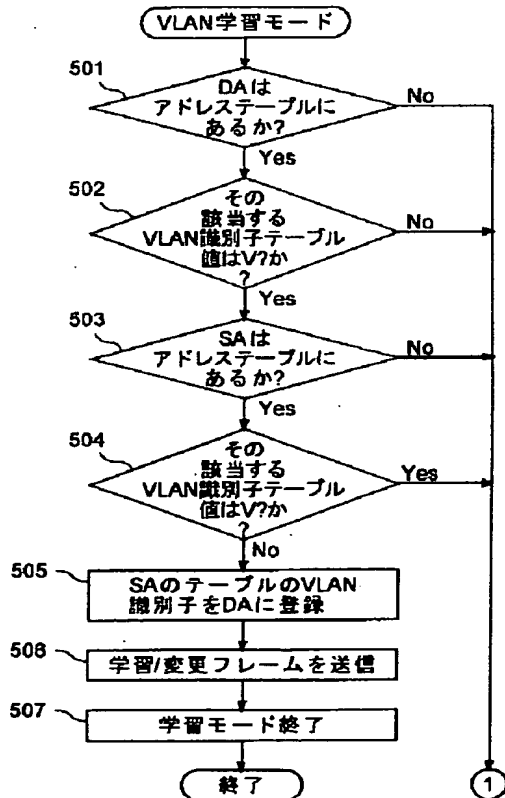 VLAN学習モード
501
DAは
アドレステーブルに
あるか?
No
Yes
502
その
該当する
VLAN識別子テーブル
値はV?か
?
No
Yes
503
SAは
アドレステーブルに
あるか?
No
Yes
504
その
該当する
VLAN識別子テーブル
値はV?か
?
Yes
No
505
SAのテーブルのVLAN
識別子をDAに登録
506
学習/変更フレームを送信
507
学習モード終了
終了
1